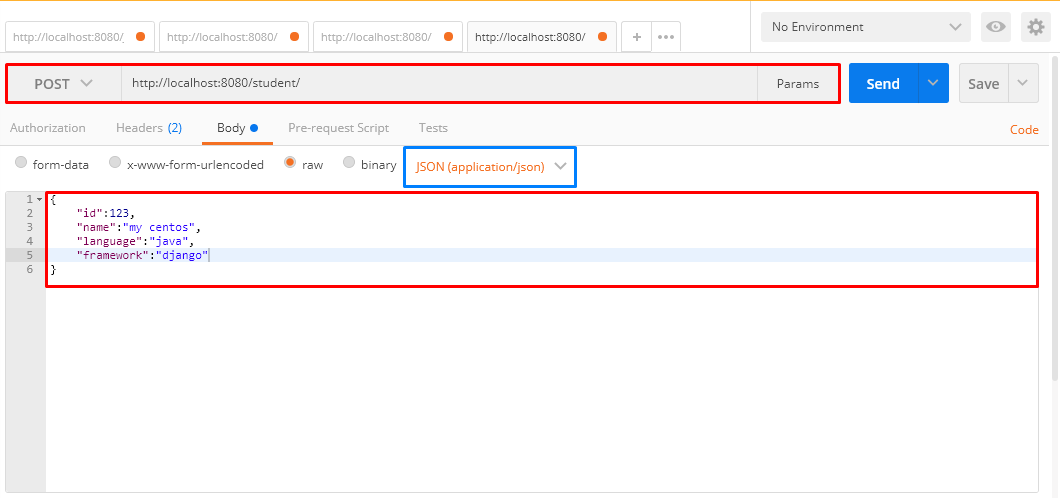 No Environment
http://localhost:8080/
http://localhost:8080/
http://localhost:8080/
http://localhost:8080/
POST http://localhost:8080/student/ Params Send Save
Authorization Headers (2) Body Pre-request Script Tests Code
form-data x-www-form-urlencoded raw binary JSON (application/json)
1 {
2 "id":123,
3 "name":"my centos",
4 "language":"java",
5 "framework":"django"
6 }